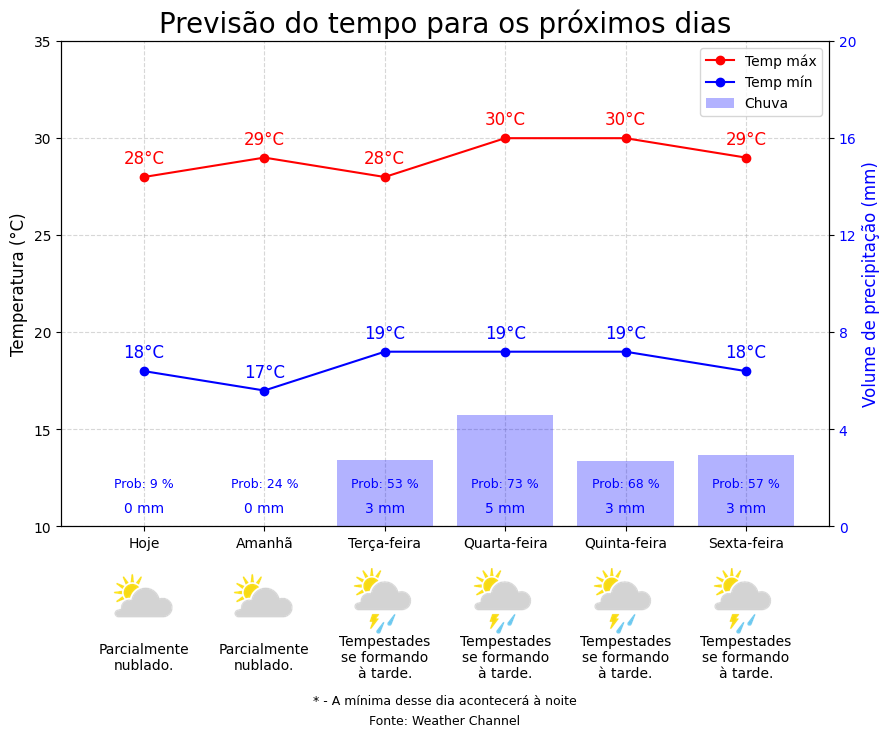 Previsão do tempo para os próximos dias
Temp máx
Temp mín
Chuva
Temperatura (°C)
Volume de precipitação (mm)
35
30
25
20
15
10
20
16
12
8
4
0
28°C
29°C
28°C
30°C
30°C
29°C
18°C
17°C
19°C
19°C
19°C
18°C
Prob: 9 %
Prob: 24 %
Prob: 53 %
Prob: 73 %
Prob: 68 %
Prob: 57 %
0 mm
0 mm
3 mm
5 mm
3 mm
3 mm
Hoje
Amanhã
Terça-feira
Quarta-feira
Quinta-feira
Sexta-feira
Parcialmente
nublado.
Parcialmente
nublado.
Tempestades
se formando
à tarde.
Tempestades
se formando
à tarde.
Tempestades
se formando
à tarde.
Tempestades
se formando
à tarde.
* - A mínima desse dia acontecerá à noite
Fonte: Weather Channel